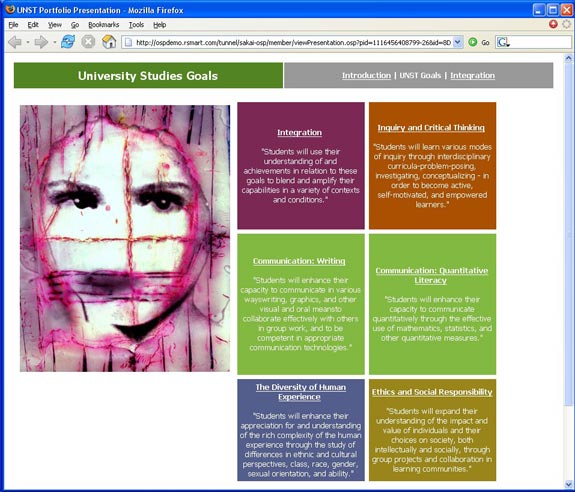 UNST Portfolio Presentation - Mozilla Firefox
File Edit View Go Bookmarks Tools Help
http://ospdemo.rsmart.com/tunnel/sakai-osp/member/viewPresentation.osp?pid=1116456408799-26&id=8D
Go
G
University Studies Goals
Introduction | UNST Goals | Integration
Integration
"Students will use their
understanding of and
achievements in relation to these
goals to blend and amplify their
capabilities in a variety of contexts
and conditions."
Inquiry and Critical Thinking
"Students will learn various modes
of inquiry through interdisciplinary
curricula-problem-posing,
investigating, conceptualizing - in
order to become active,
self-motivated, and empowered
learners."
Communication: Writing
"Students will enhance their
capacity to communicate in various
wayswriting, graphics, and other
visual and oral meansto
collaborate effectively with others
in group work, and to be
competent in appropriate
communication technologies."
Communication: Quantitative
Literacy
"Students will enhance their
capacity to communicate
quantitatively through the effective
use of mathematics, statistics, and
other quantitative measures."
The Diversity of Human
Experience
"Students will enhance their
appreciation for and understanding
of the rich complexity of the human
experience through the study of
differences in ethnic and cultural
perspectives, class, race, gender,
sexual orientation, and ability."
Ethics and Social Responsibility
"Students will expand their
understanding of the impact and
value of individuals and their
choices on society, both
intellectually and socially, through
group projects and collaboration in
learning communities."